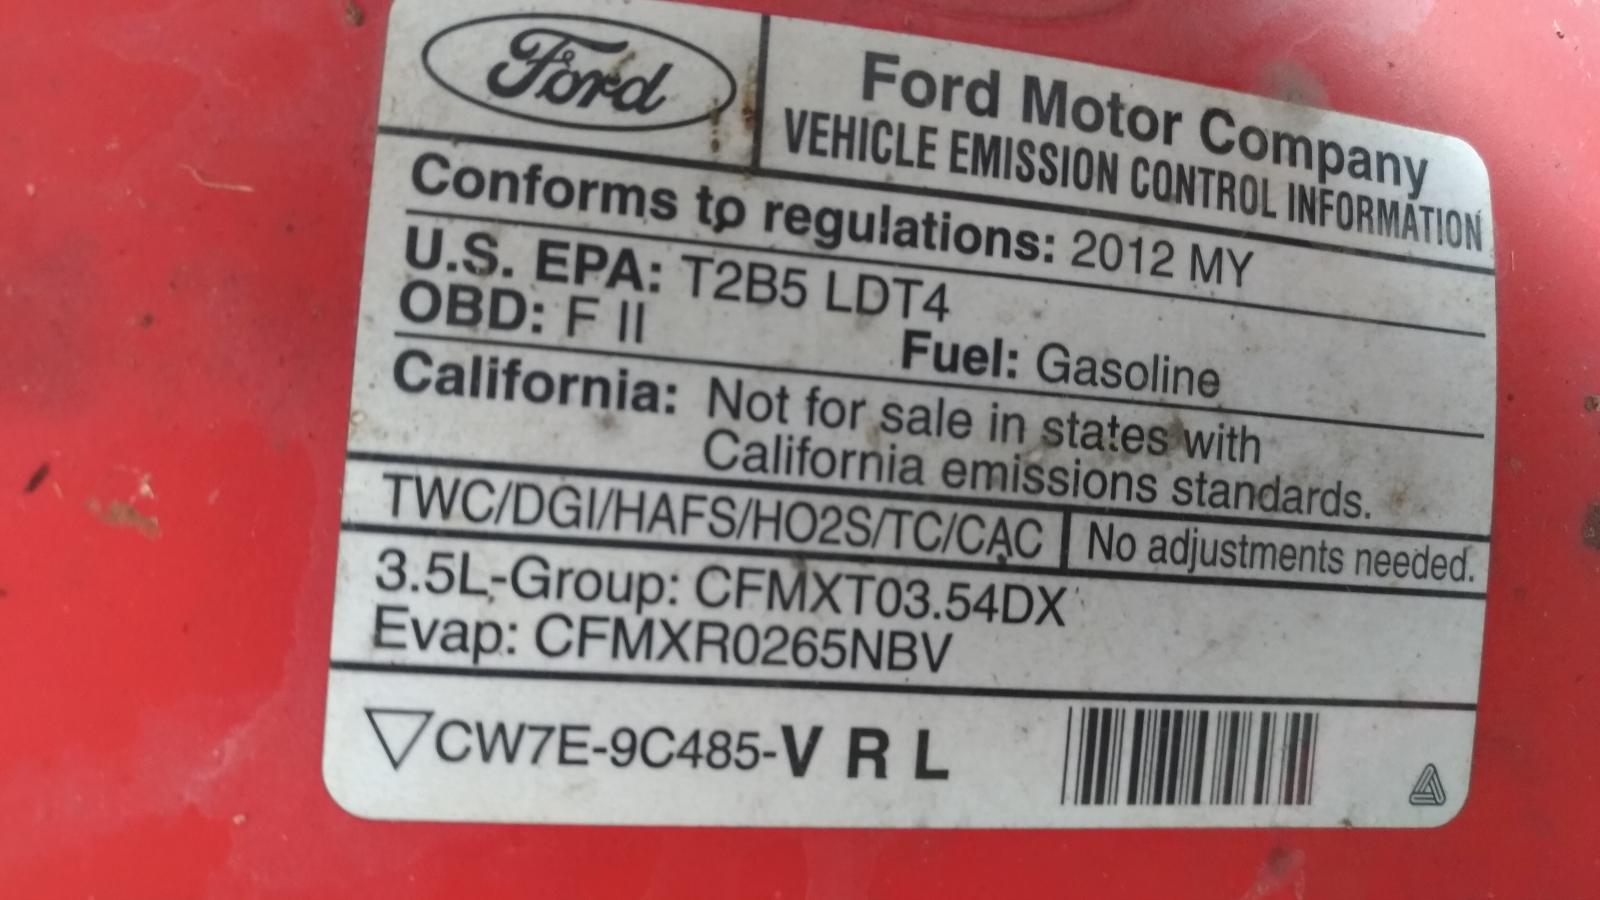 Ford
Ford Motor Company
VEHICLE EMISSION CONTROL INFORMATION
Conforms to regulations: 2012 MY
U.S. EPA: T2B5 LDT4
OBD: F II Fuel: Gasoline
California: Not for sale in states with
California emissions standards.
TWC/DGI/HAFS/HO2S/TC/CAC No adjustments needed.
3.5L-Group: CFMXT03.54DX
Evap: CFMXR0265NBV
CW7E-9C485-V R L